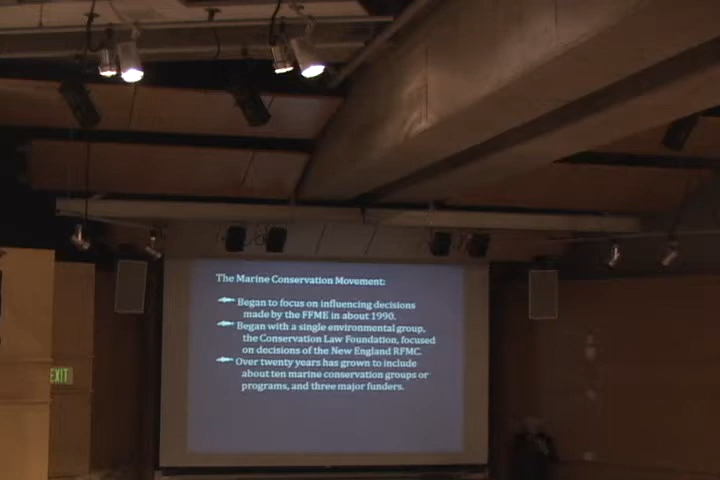 The Marine Conservation Movement:
Began to focus on influencing decisions
made by the FFME in about 1990.
Began with a single environmental group,
the Conservation Law Foundation, focused
on decisions of the New England RFMC.
Over twenty years has grown to include
about ten marine conservation groups or
programs, and three major funders.
EXIT